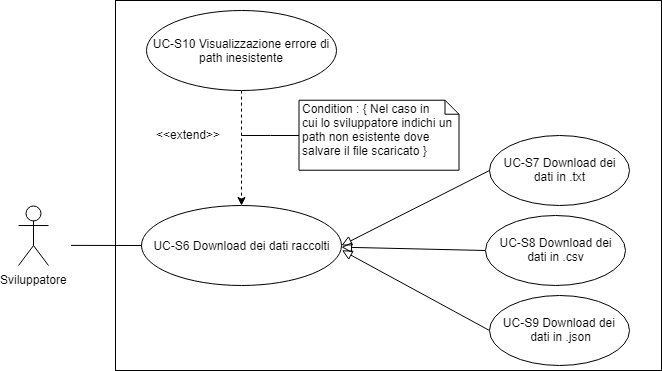 UC-S10 Visualizzazione errore di
path inesistente
<<extend>>
Condition : { Nel caso in
cui lo sviluppatore indichi un
path non esistente dove
salvare il file scaricato }
UC-S7 Download dei
dati in .txt
UC-S6 Download dei dati raccolti
UC-S8 Download dei
dati in .csv
Sviluppatore
UC-S9 Download dei
dati in .json